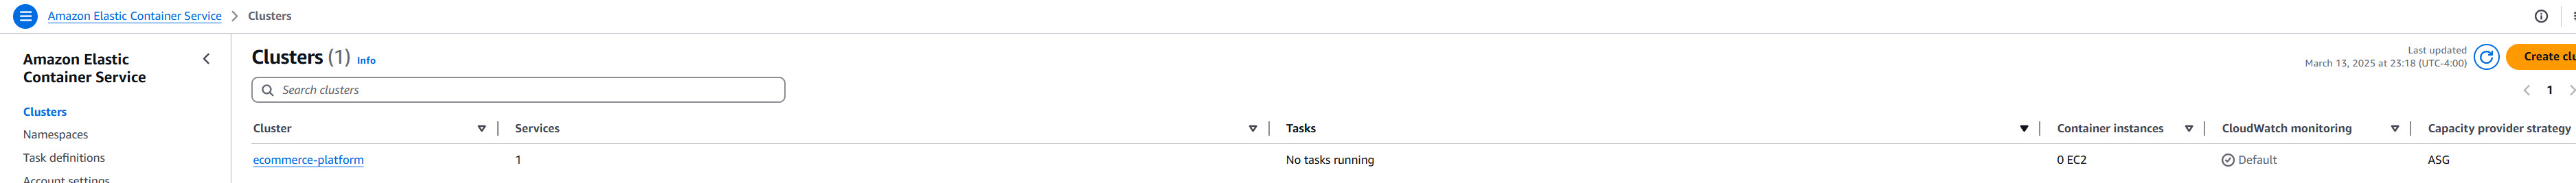 Amazon Elastic Container Service > Clusters
Amazon Elastic
Container Service
Clusters
Namespaces
Task definitions
Account settings
Clusters (1) Info
Last updated
March 13, 2025 at 23:18 (UTC-4:00)
Create clu
Search clusters
1
Cluster Services Tasks Container instances CloudWatch monitoring Capacity provider strategy
ecommerce-platform 1 No tasks running 0 EC2 Default ASG